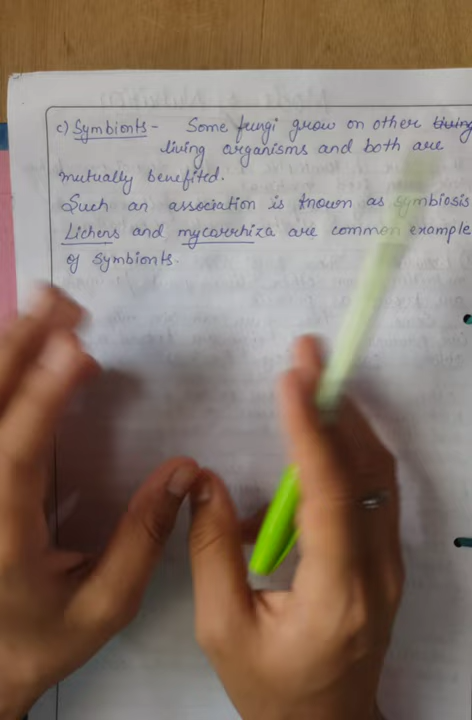 c) Symbionts - Some fungi grow on other living
living organisms and both are
mutually benefited.
Such an association is known as symbiosis
Lichens and mycorrhiza are common example
of symbionts.